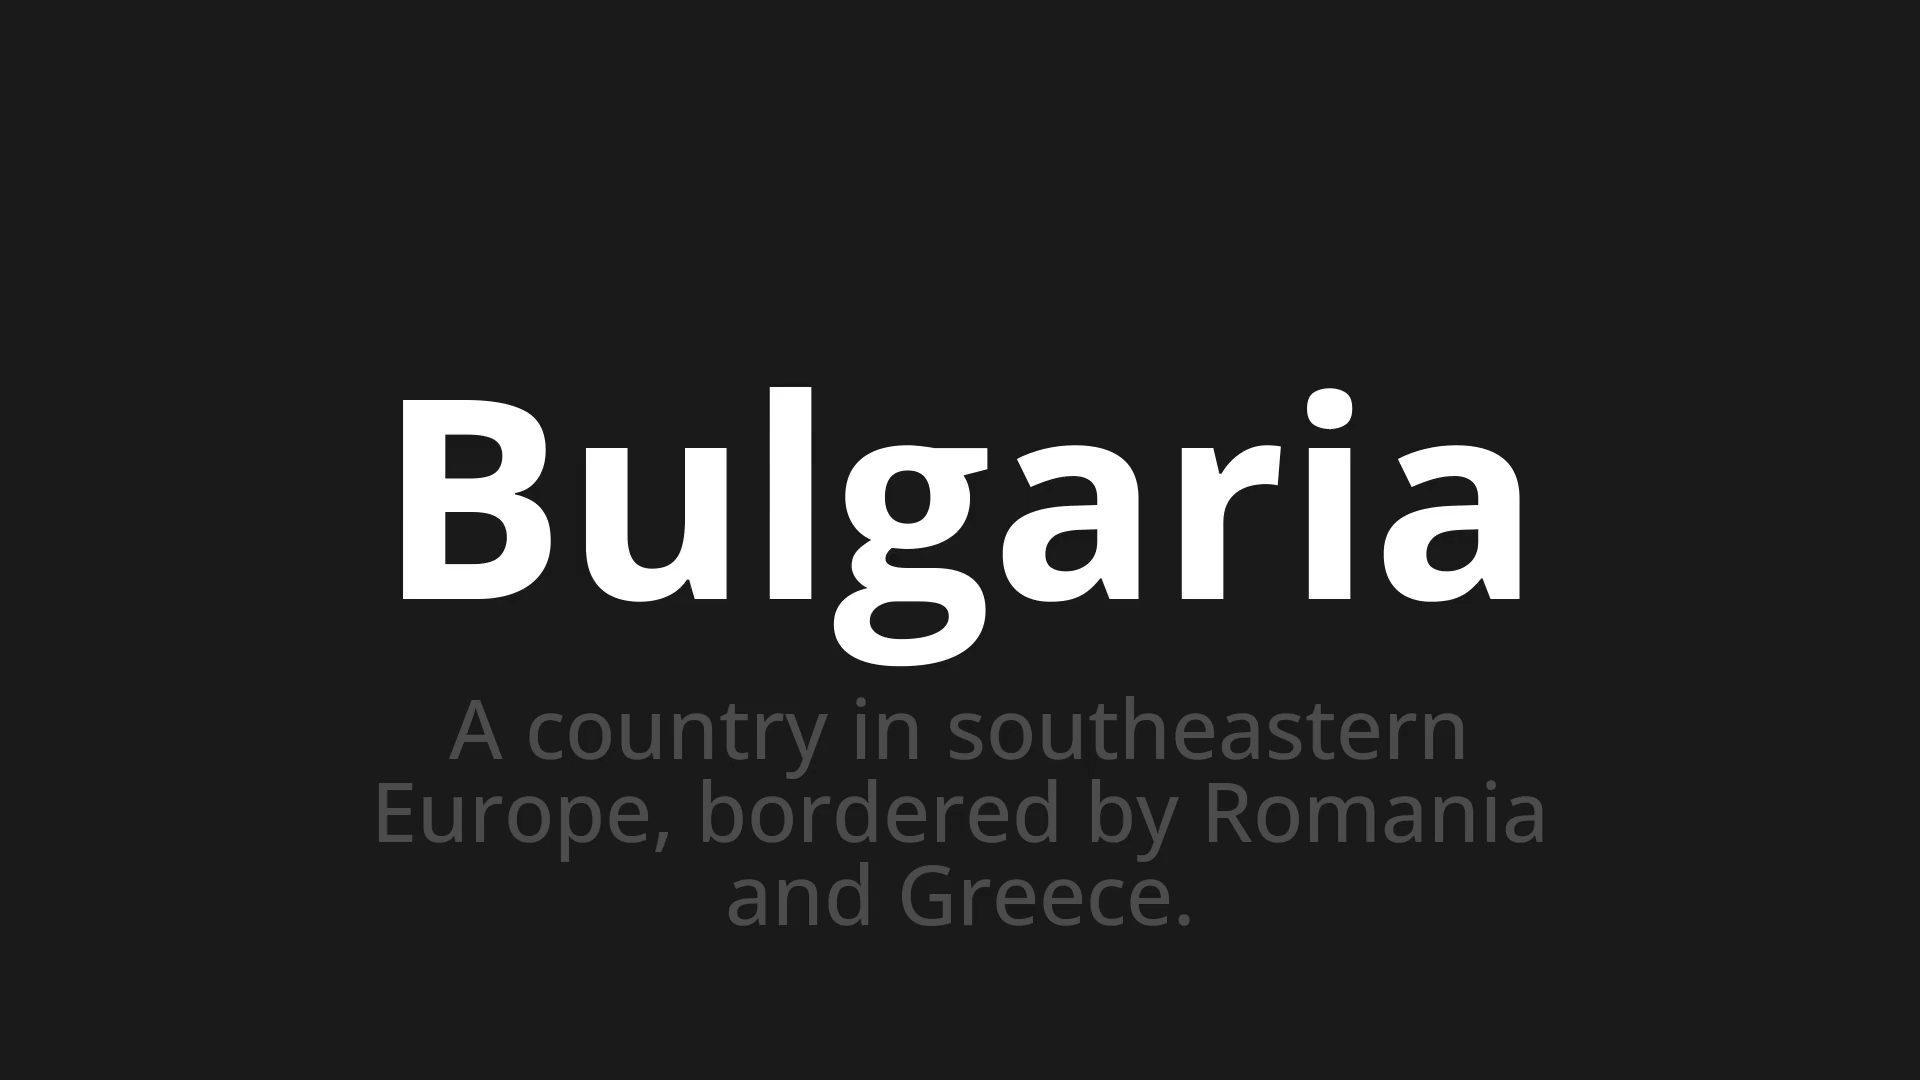 Bulgaria
A country in southeastern
Europe, bordered by Romania
and Greece.